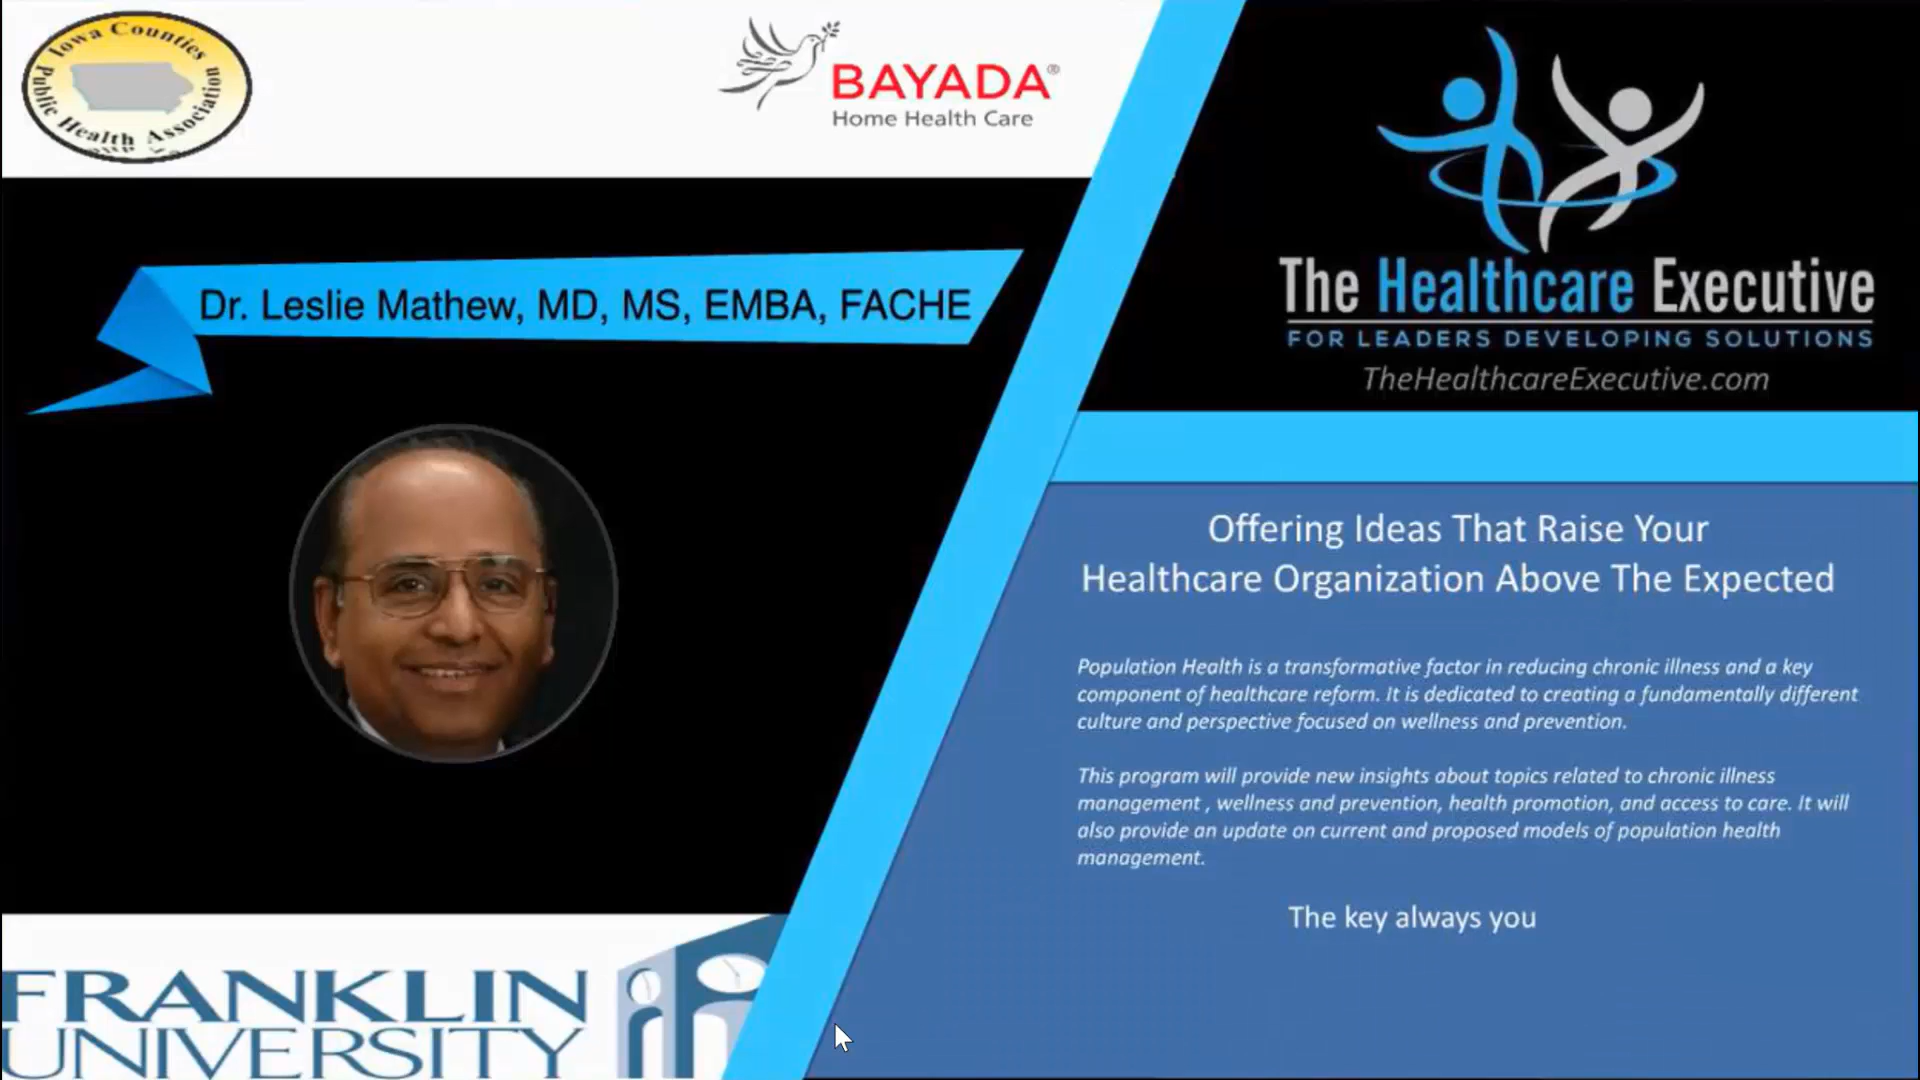 Iowa Counties
Public Health Association
BAYADA®
Home Health Care
Dr. Leslie Mathew, MD, MS, EMBA, FACHE
FRANKLIN
UNIVERSITY
The Healthcare Executive
FOR LEADERS DEVELOPING SOLUTIONS
TheHealthcareExecutive.com
Offering Ideas That Raise Your
Healthcare Organization Above The Expected
Population Health is a transformative factor in reducing chronic illness and a key
component of healthcare reform. It is dedicated to creating a fundamentally different
culture and perspective focused on wellness and prevention.
This program will provide new insights about topics related to chronic illness
management , wellness and prevention, health promotion, and access to care. It will
also provide an update on current and proposed models of population health
management.
The key always you